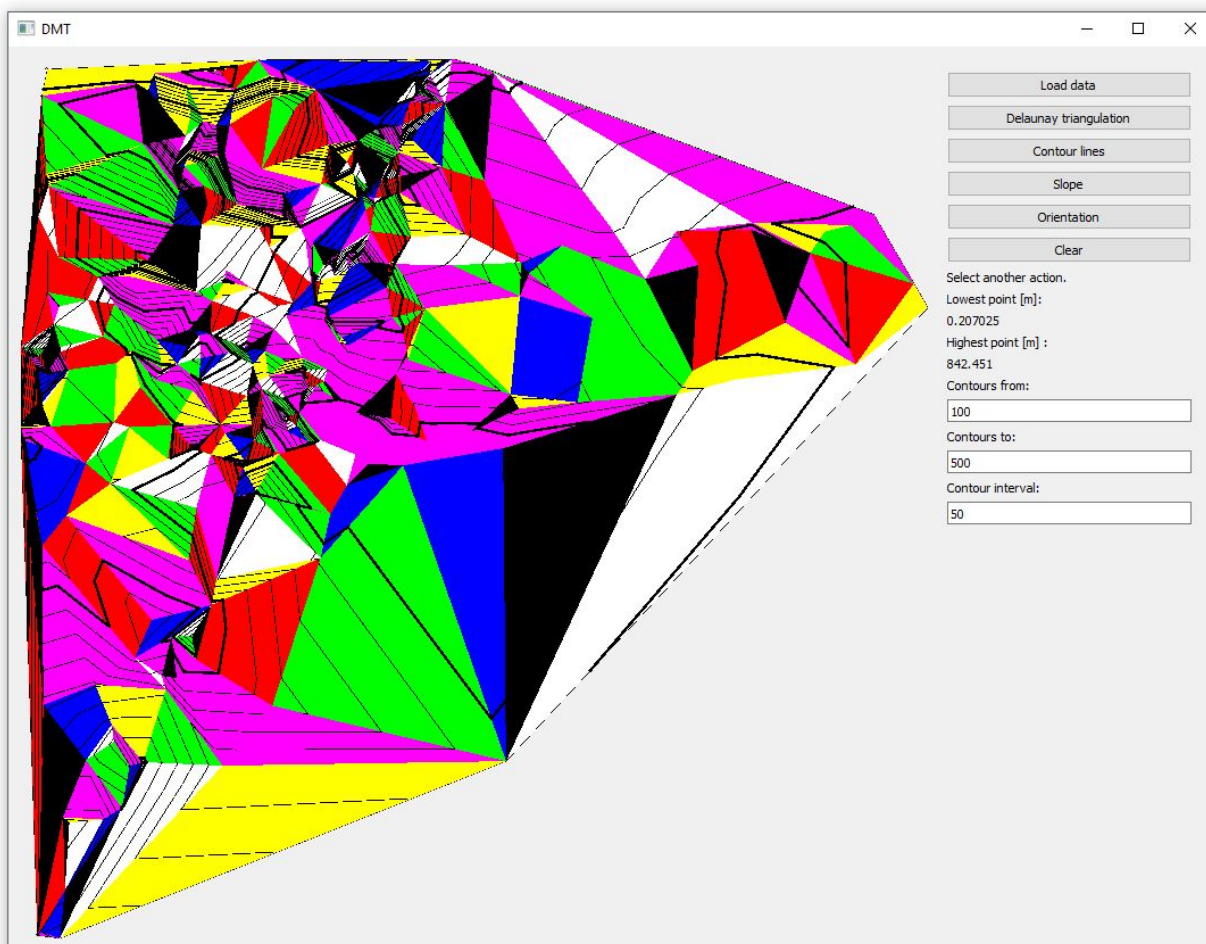 DMT
Load data
Delaunay triangulation
Contour lines
Slope
Orientation
Clear
Select another action.
Lowest point [m]:
0.207025
Highest point [m] :
842.451
Contours from:
100
Contours to:
500
Contour interval:
50